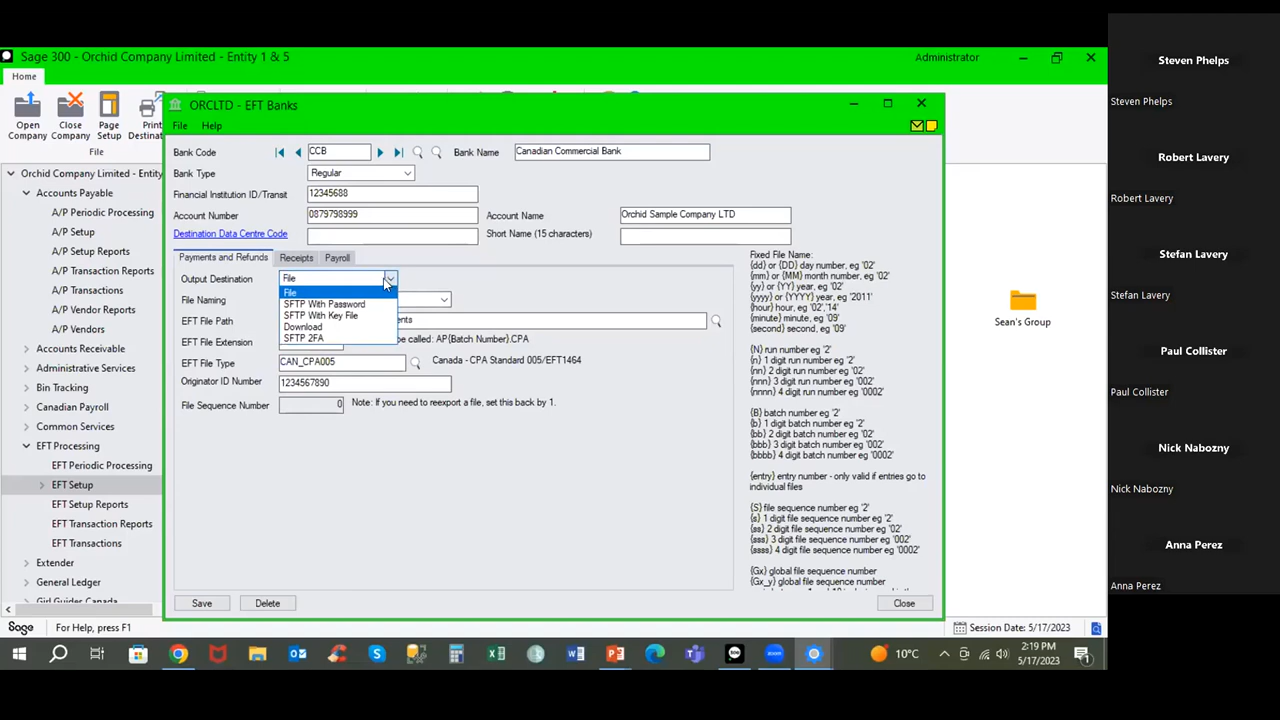 Sage 300 - Orchid Company Limited - Entity 1 & 5
Administrator
Home
Open Company
Close Company
Page Setup
Print
File
Orchid Company Limited - Entity
Accounts Payable
A/P Periodic Processing
A/P Setup
A/P Setup Reports
A/P Transaction Reports
A/P Transactions
A/P Vendor Reports
A/P Vendors
Accounts Receivable
Administrative Services
Bin Tracking
Canadian Payroll
Common Services
EFT Processing
EFT Periodic Processing
EFT Setup
EFT Setup Reports
EFT Transaction Reports
EFT Transactions
Extender
General Ledger
Girl Guides Canada
ORCLTD - EFT Banks
File Help
Bank Code CCB Bank Name Canadian Commercial Bank
Bank Type Regular
Financial Institution ID/Transit 12345688
Account Number 0879798999 Account Name Orchid Sample Company LTD
Destination Data Centre Code Short Name (15 characters)
Payments and Refunds Receipts Payroll
Output Destination File
File
SFTP With Password
SFTP With Key File
Download
SFTP 2FA
File Naming
EFT File Path ents
EFT File Extension be called: AP{Batch Number}.CPA
EFT File Type CAN_CPA005 Canada - CPA Standard 005/EFT1464
Originator ID Number 1234567890
File Sequence Number 0 Note: If you need to reexport a file, set this back by 1.
Fixed File Name:
{dd} or {DD} day number, eg '02'
{mm} or {MM} month number, eg '02'
{yy} or {YY} year, eg '02'
{yyyy} or {YYYY} year, eg '2011'
{hour} hour, eg '02','14'
{minute} minute, eg '09'
{second} second, eg '09'
{N} run number eg '2'
{n} 1 digit run number eg '2'
{nn} 2 digit run number eg '02'
{nnn} 3 digit run number eg '002'
{nnnn} 4 digit run number eg '0002'
{B} batch number eg '2'
{b} 1 digit batch number eg '2'
{bb} 2 digit batch number eg '02'
{bbb} 3 digit batch number eg '002'
{bbbb} 4 digit batch number eg '0002'
{entry} entry number - only valid if entries go to
individual files
{S} file sequence number eg '2'
{s} 1 digit file sequence number eg '2'
{ss} 2 digit file sequence number eg '02'
{sss} 3 digit file sequence number eg '002'
{ssss} 4 digit file sequence number eg '0002'
{Gx} global file sequence number
{Gx_y} global file sequence number
Save Delete Close
Sean's Group
Sage For Help, press F1
Session Date: 5/17/2023
10°C
2:19 PM
5/17/2023
1
Steven Phelps
Steven Phelps
Robert Lavery
Robert Lavery
Stefan Lavery
Stefan Lavery
Paul Collister
Paul Collister
Nick Nabozny
Nick Nabozny
Anna Perez
Anna Perez